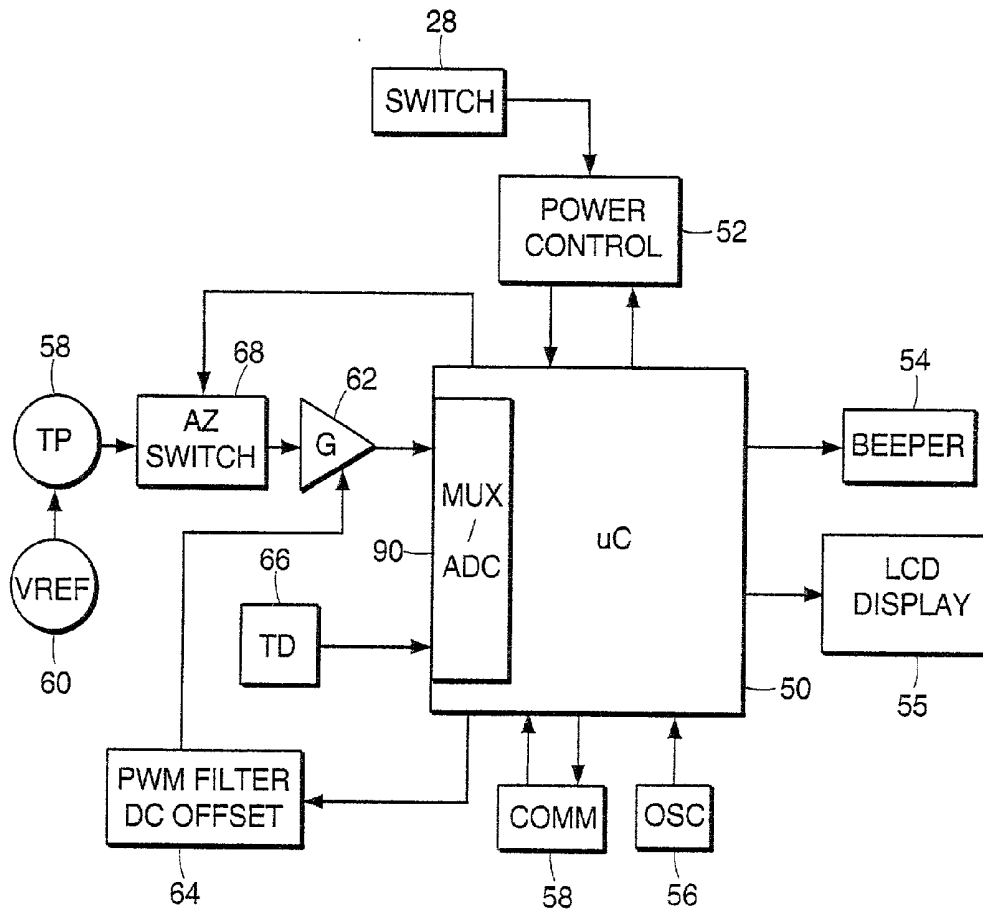 28
SWITCH
POWER
CONTROL
52
58
68
62
54
TP
AZ
SWITCH
G
BEEPER
MUX
ADC
90
uC
VREF
66
LCD
DISPLAY
TD
60
50
55
PWM FILTER
DC OFFSET
COMM
OSC
64
58
56